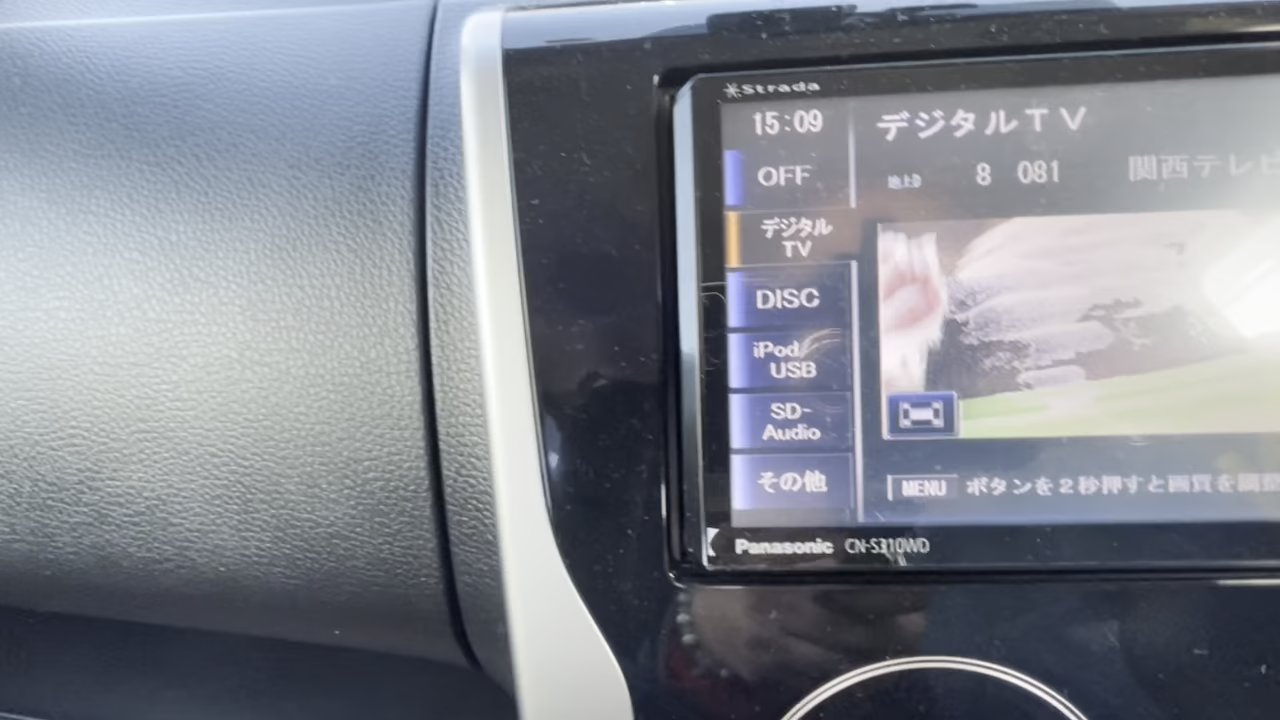 Strada
15:09
デジタルTV
OFF
地上D 8 081 関西テレビ
デジタル
TV
DISC
iPod/
USB
SD-
Audio
その他
MENU ボタンを2秒押すと画質を調整
Panasonic CN-S310WD